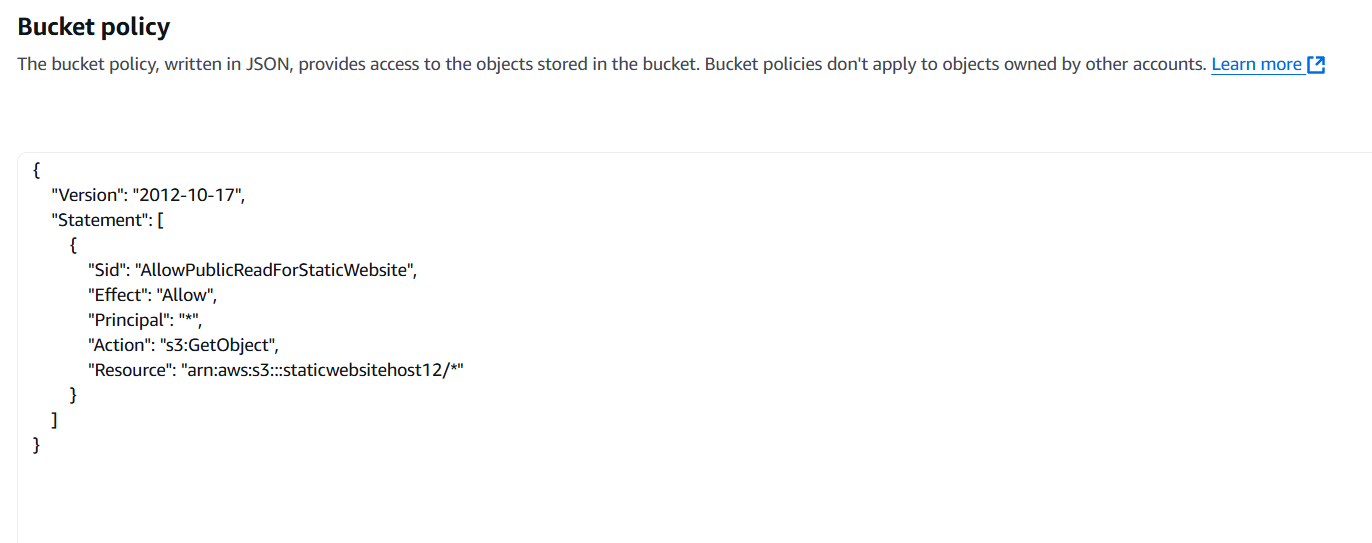 Bucket policy
The bucket policy, written in JSON, provides access to the objects stored in the bucket. Bucket policies don't apply to objects owned by other accounts. Learn more
{
"Version": "2012-10-17",
"Statement": [
{
"Sid": "AllowPublicReadForStaticWebsite",
"Effect": "Allow",
"Principal": "*",
"Action": "s3:GetObject",
"Resource": "arn:aws:s3:::staticwebsitehost12/*"
}
]
}